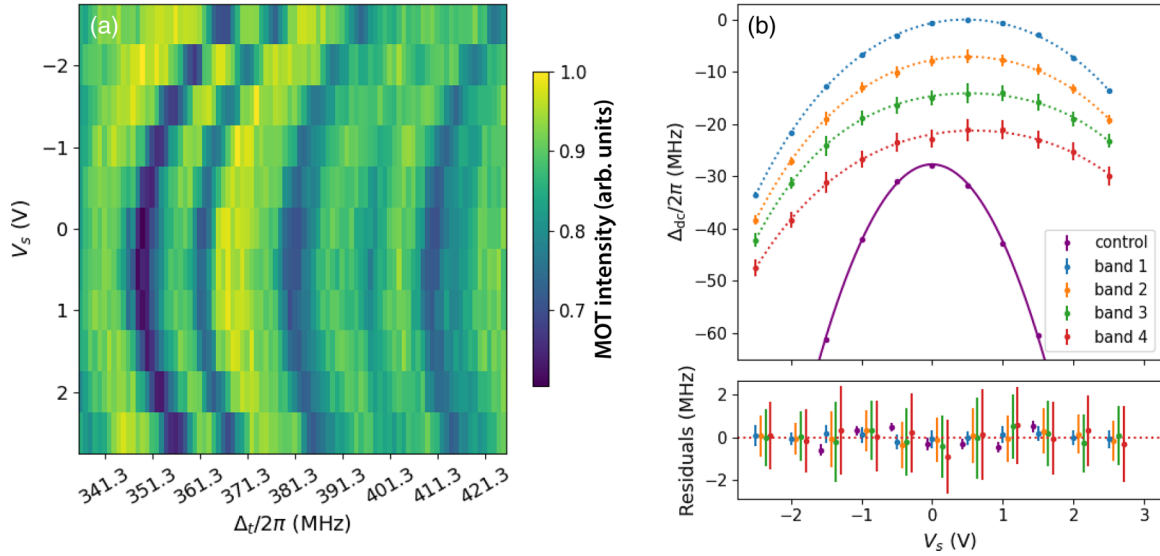 (a)
−2
−1
0
1
2
V_s (V)
341.3
351.3
361.3
371.3
381.3
391.3
401.3
411.3
421.3
Δ_t/2π (MHz)
1.0
0.9
0.8
0.7
MOT intensity (arb. units)
(b)
0
−10
−20
−30
−40
−50
−60
Δ_dc/2π (MHz)
control
band 1
band 2
band 3
band 4
2
0
−2
Residuals (MHz)
−2
−1
0
1
2
3
V_s (V)